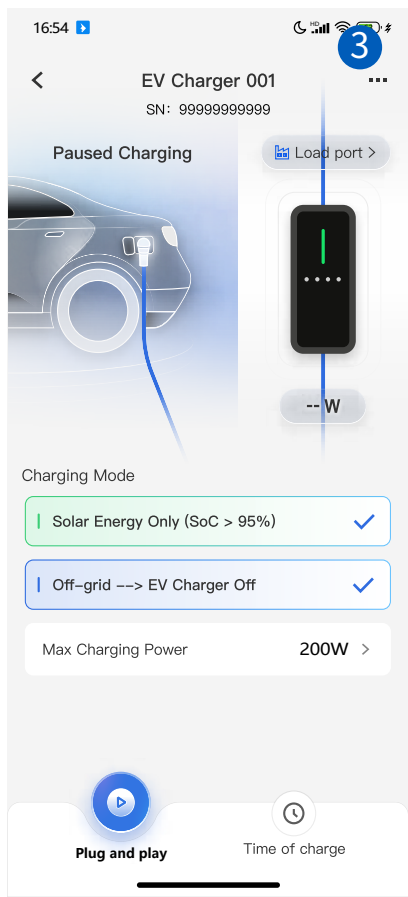 16:54
HD
3
EV Charger 001
SN: 99999999999
Paused Charging
Load port >
-- W
Charging Mode
Solar Energy Only (SoC > 95%)
Off-grid --> EV Charger Off
Max Charging Power 200W >
Plug and play
Time of charge